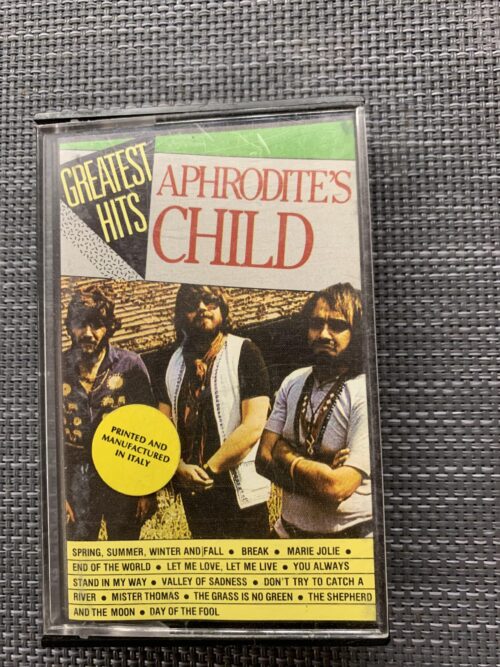 GREATEST
HITS
APHRODITE'S
CHILD
PRINTED AND
MANUFACTURED
IN ITALY
SPRING, SUMMER, WINTER AND FALL • BREAK • MARIE JOLIE •
END OF THE WORLD • LET ME LOVE, LET ME LIVE • YOU ALWAYS
STAND IN MY WAY • VALLEY OF SADNESS • DON'T TRY TO CATCH A
RIVER • MISTER THOMAS • THE GRASS IS NO GREEN • THE SHEPHERD
AND THE MOON • DAY OF THE FOOL